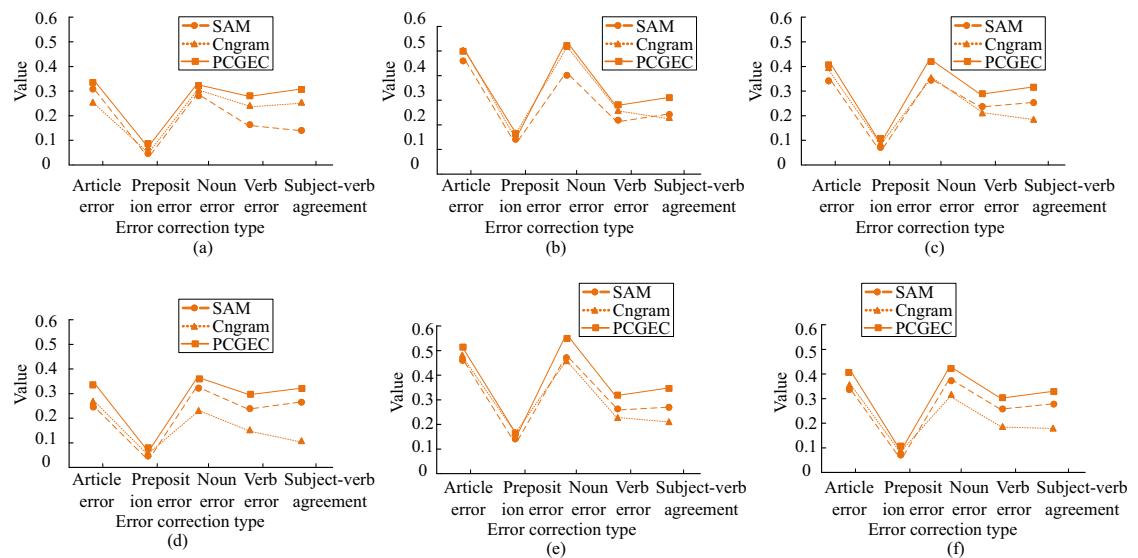 0.6
0.5
0.4
0.3
0.2
0.1
0
Value
SAM
Cngram
PCGEC
Article error
Preposit ion error
Noun error
Verb error
Subject-verb agreement
Error correction type
(a)
0.6
0.5
0.4
0.3
0.2
0.1
0
Value
SAM
Cngram
PCGEC
Article error
Preposit ion error
Noun error
Verb error
Subject-verb agreement
Error correction type
(b)
0.6
0.5
0.4
0.3
0.2
0.1
0
Value
SAM
Cngram
PCGEC
Article error
Preposit ion error
Noun error
Verb error
Subject-verb agreement
Error correction type
(c)
0.6
0.5
0.4
0.3
0.2
0.1
0
Value
SAM
Cngram
PCGEC
Article error
Preposit ion error
Noun error
Verb error
Subject-verb agreement
Error correction type
(d)
0.6
0.5
0.4
0.3
0.2
0.1
0
Value
SAM
Cngram
PCGEC
Article error
Preposit ion error
Noun error
Verb error
Subject-verb agreement
Error correction type
(e)
0.6
0.5
0.4
0.3
0.2
0.1
0
Value
SAM
Cngram
PCGEC
Article error
Preposit ion error
Noun error
Verb error
Subject-verb agreement
Error correction type
(f)